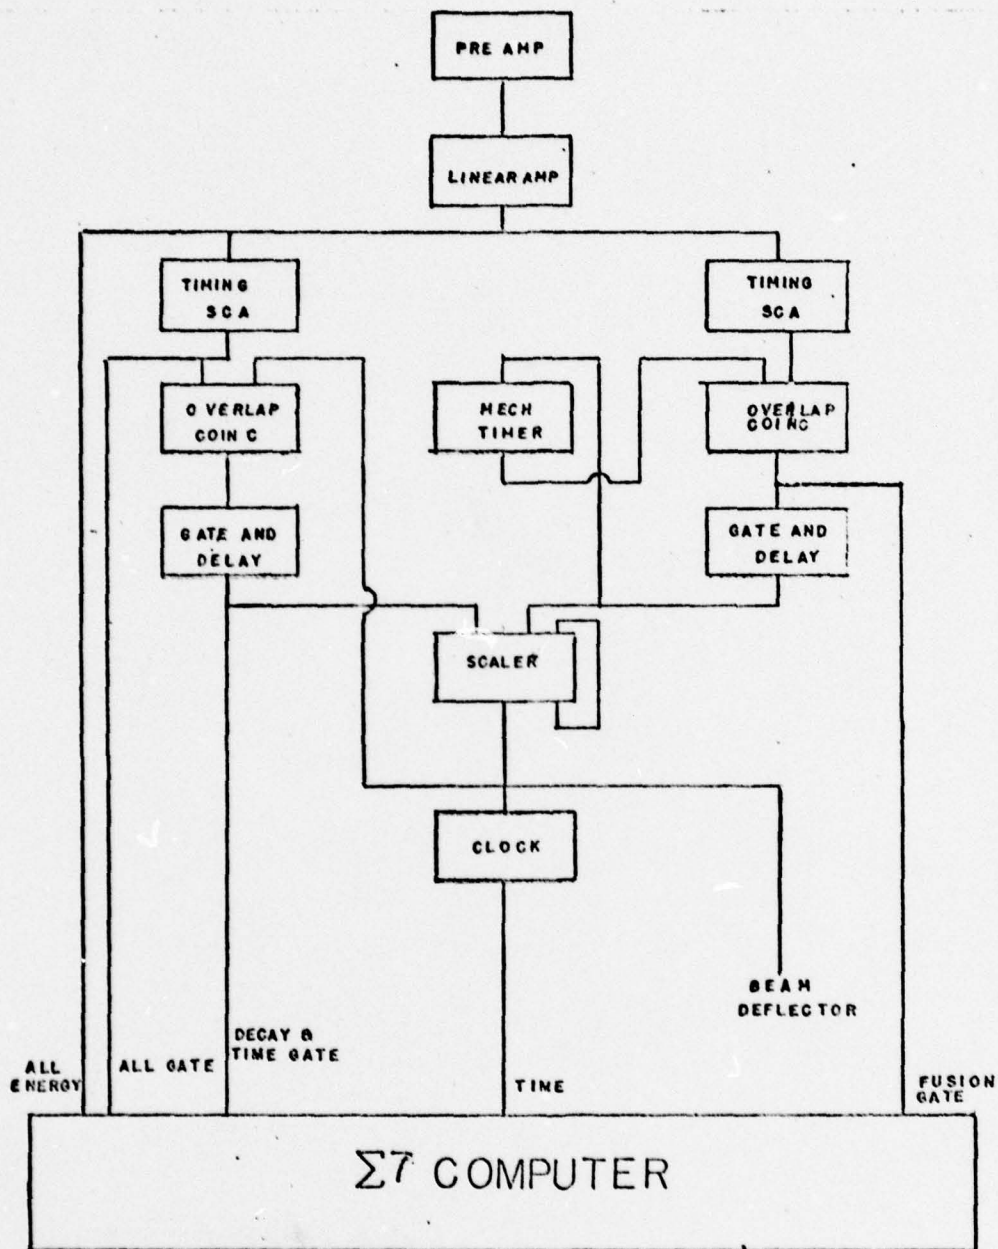 PRE AMP
LINEAR AMP
TIMING
SCA
TIMING
SCA
OVERLAP
COINC
MECH
TIMER
OVERLAP
COINC
GATE AND
DELAY
GATE AND
DELAY
SCALER
CLOCK
BEAM
DEFLECTOR
ALL
ENERGY
ALL GATE
DECAY &
TIME GATE
TIME
FUSION
GATE
Σ7 COMPUTER